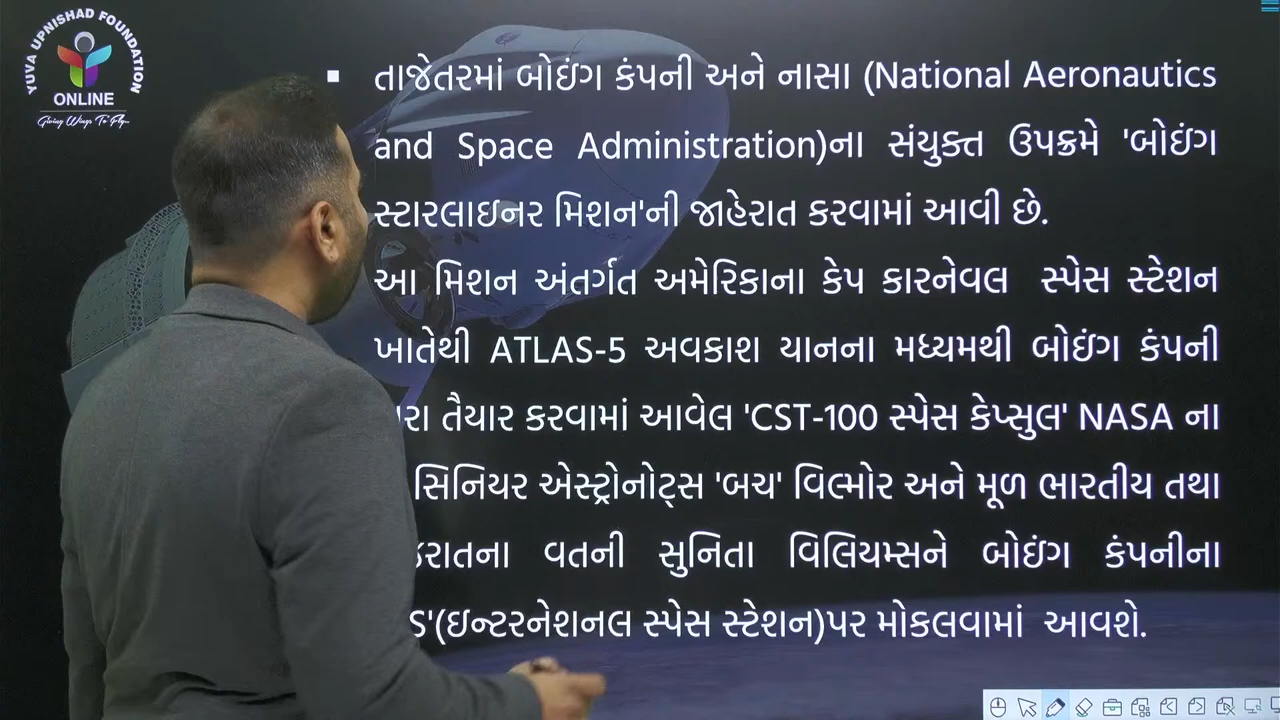 YUVA UPNISHAD FOUNDATION
ONLINE
Giving Wings To Fly...
તાજેતરમાં બોઇંગ કંપની અને નાસા (National Aeronautics
and Space Administration)ના સંયુક્ત ઉપક્રમે 'બોઇંગ
સ્ટારલાઇનર મિશન'ની જાહેરાત કરવામાં આવી છે.
આ મિશન અંતર્ગત અમેરિકાના કેપ કારનેવલ સ્પેસ સ્ટેશન
ખાતેથી ATLAS-5 અવકાશ યાનના મધ્યમથી બોઇંગ કંપની
તૈયાર કરવામાં આવેલ 'CST-100 સ્પેસ કેપ્સુલ' NASA ના
સિનિયર એસ્ટ્રોનોટ્સ 'બચ' વિલ્મોર અને મૂળ ભારતીય તથા
વતની સુનિતા વિલિયમ્સને બોઇંગ કંપનીના
(ઇન્ટરનેશનલ સ્પેસ સ્ટેશન)પર મોકલવામાં આવશે.